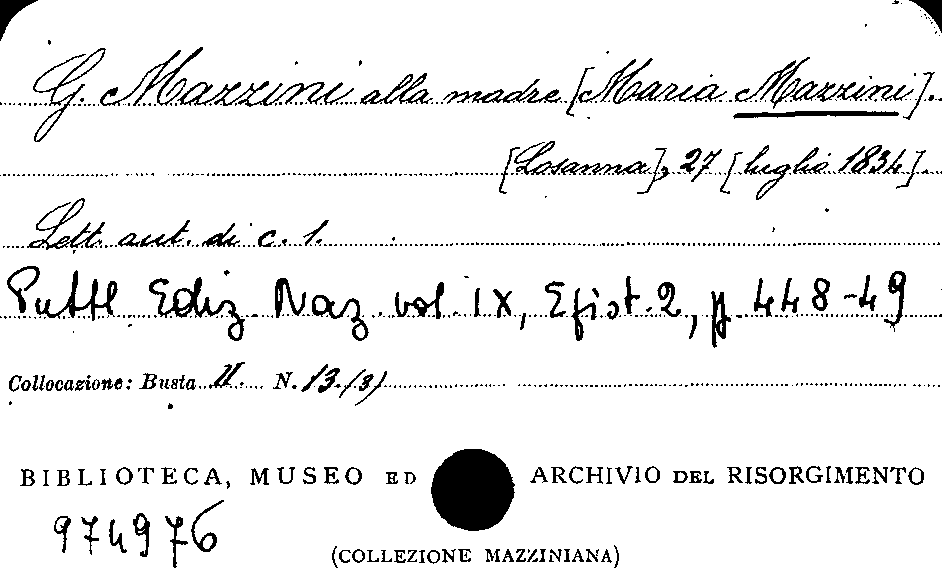 G. Mazzini alla madre [Maria Mazzini].
[Losanna], 27 [luglio 1834].
Lett. aut. di c. 1.
Pubbl. Ediz. Naz. vol. IX, Epist. 2, p. 448-49
Collocazione: Busta II N. 13 (3)
BIBLIOTECA, MUSEO ED ARCHIVIO DEL RISORGIMENTO
974976
(COLLEZIONE MAZZINIANA)